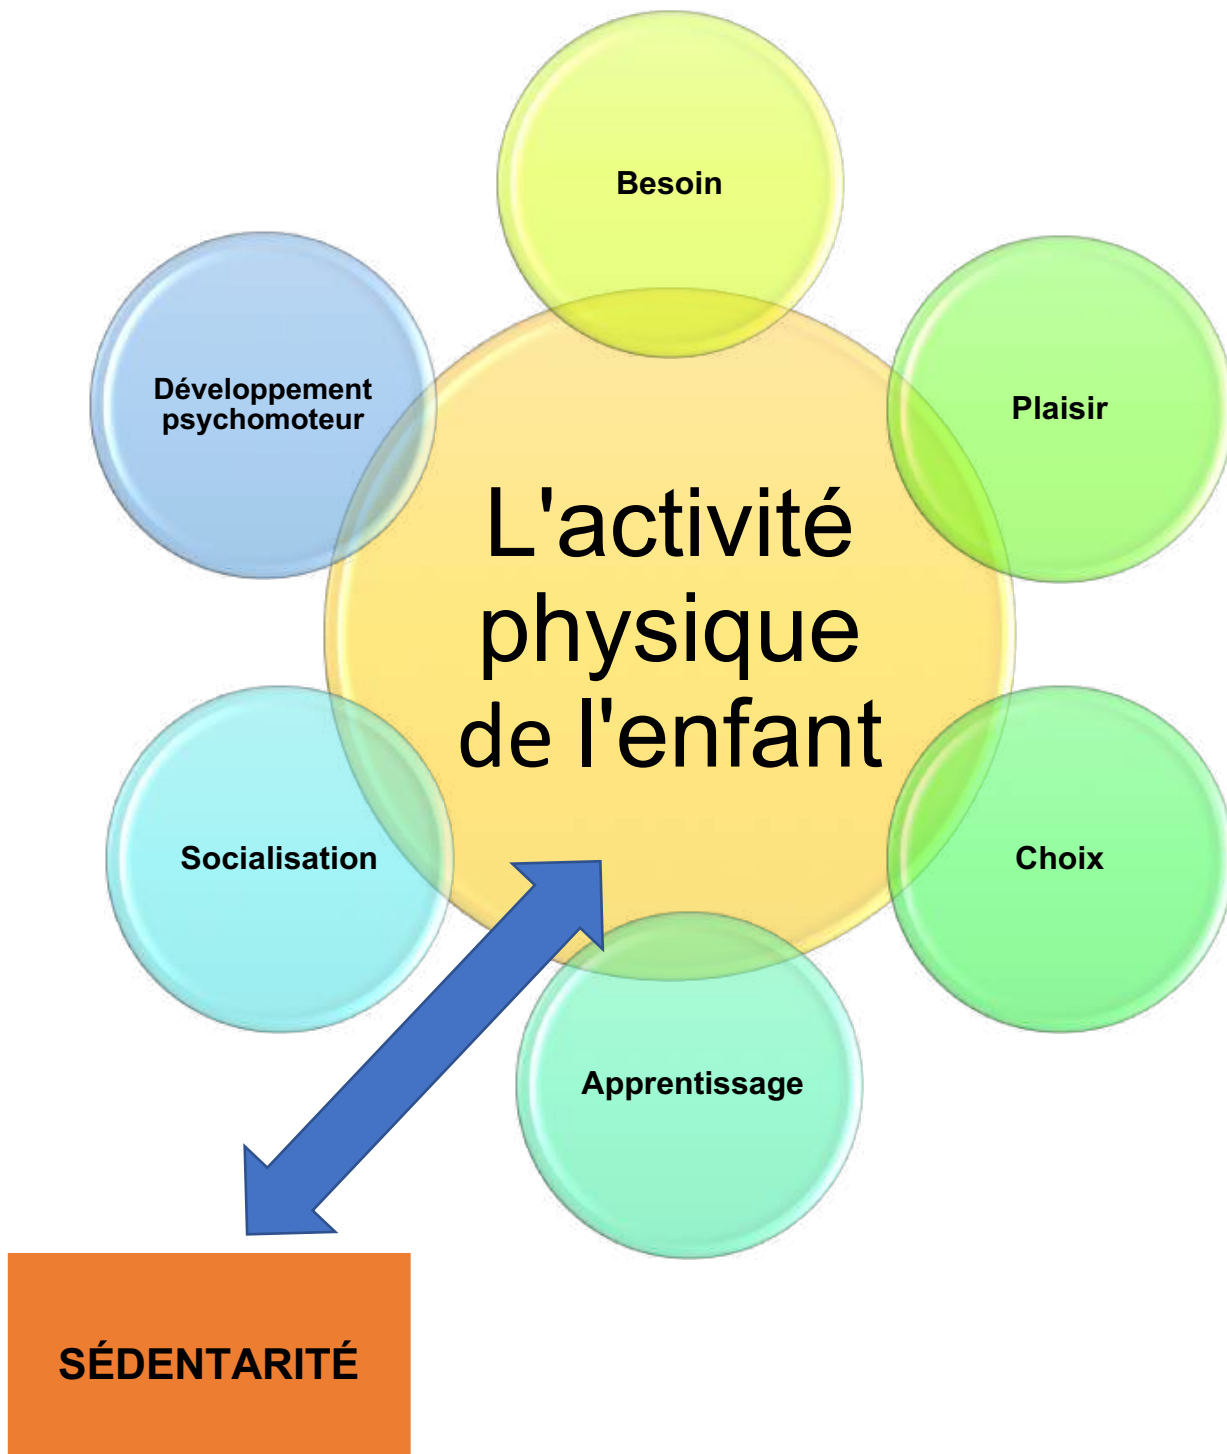 Besoin
Développement
psychomoteur
Plaisir
L'activité
physique
de l'enfant
Socialisation
Choix
Apprentissage
SÉDENTARITÉ